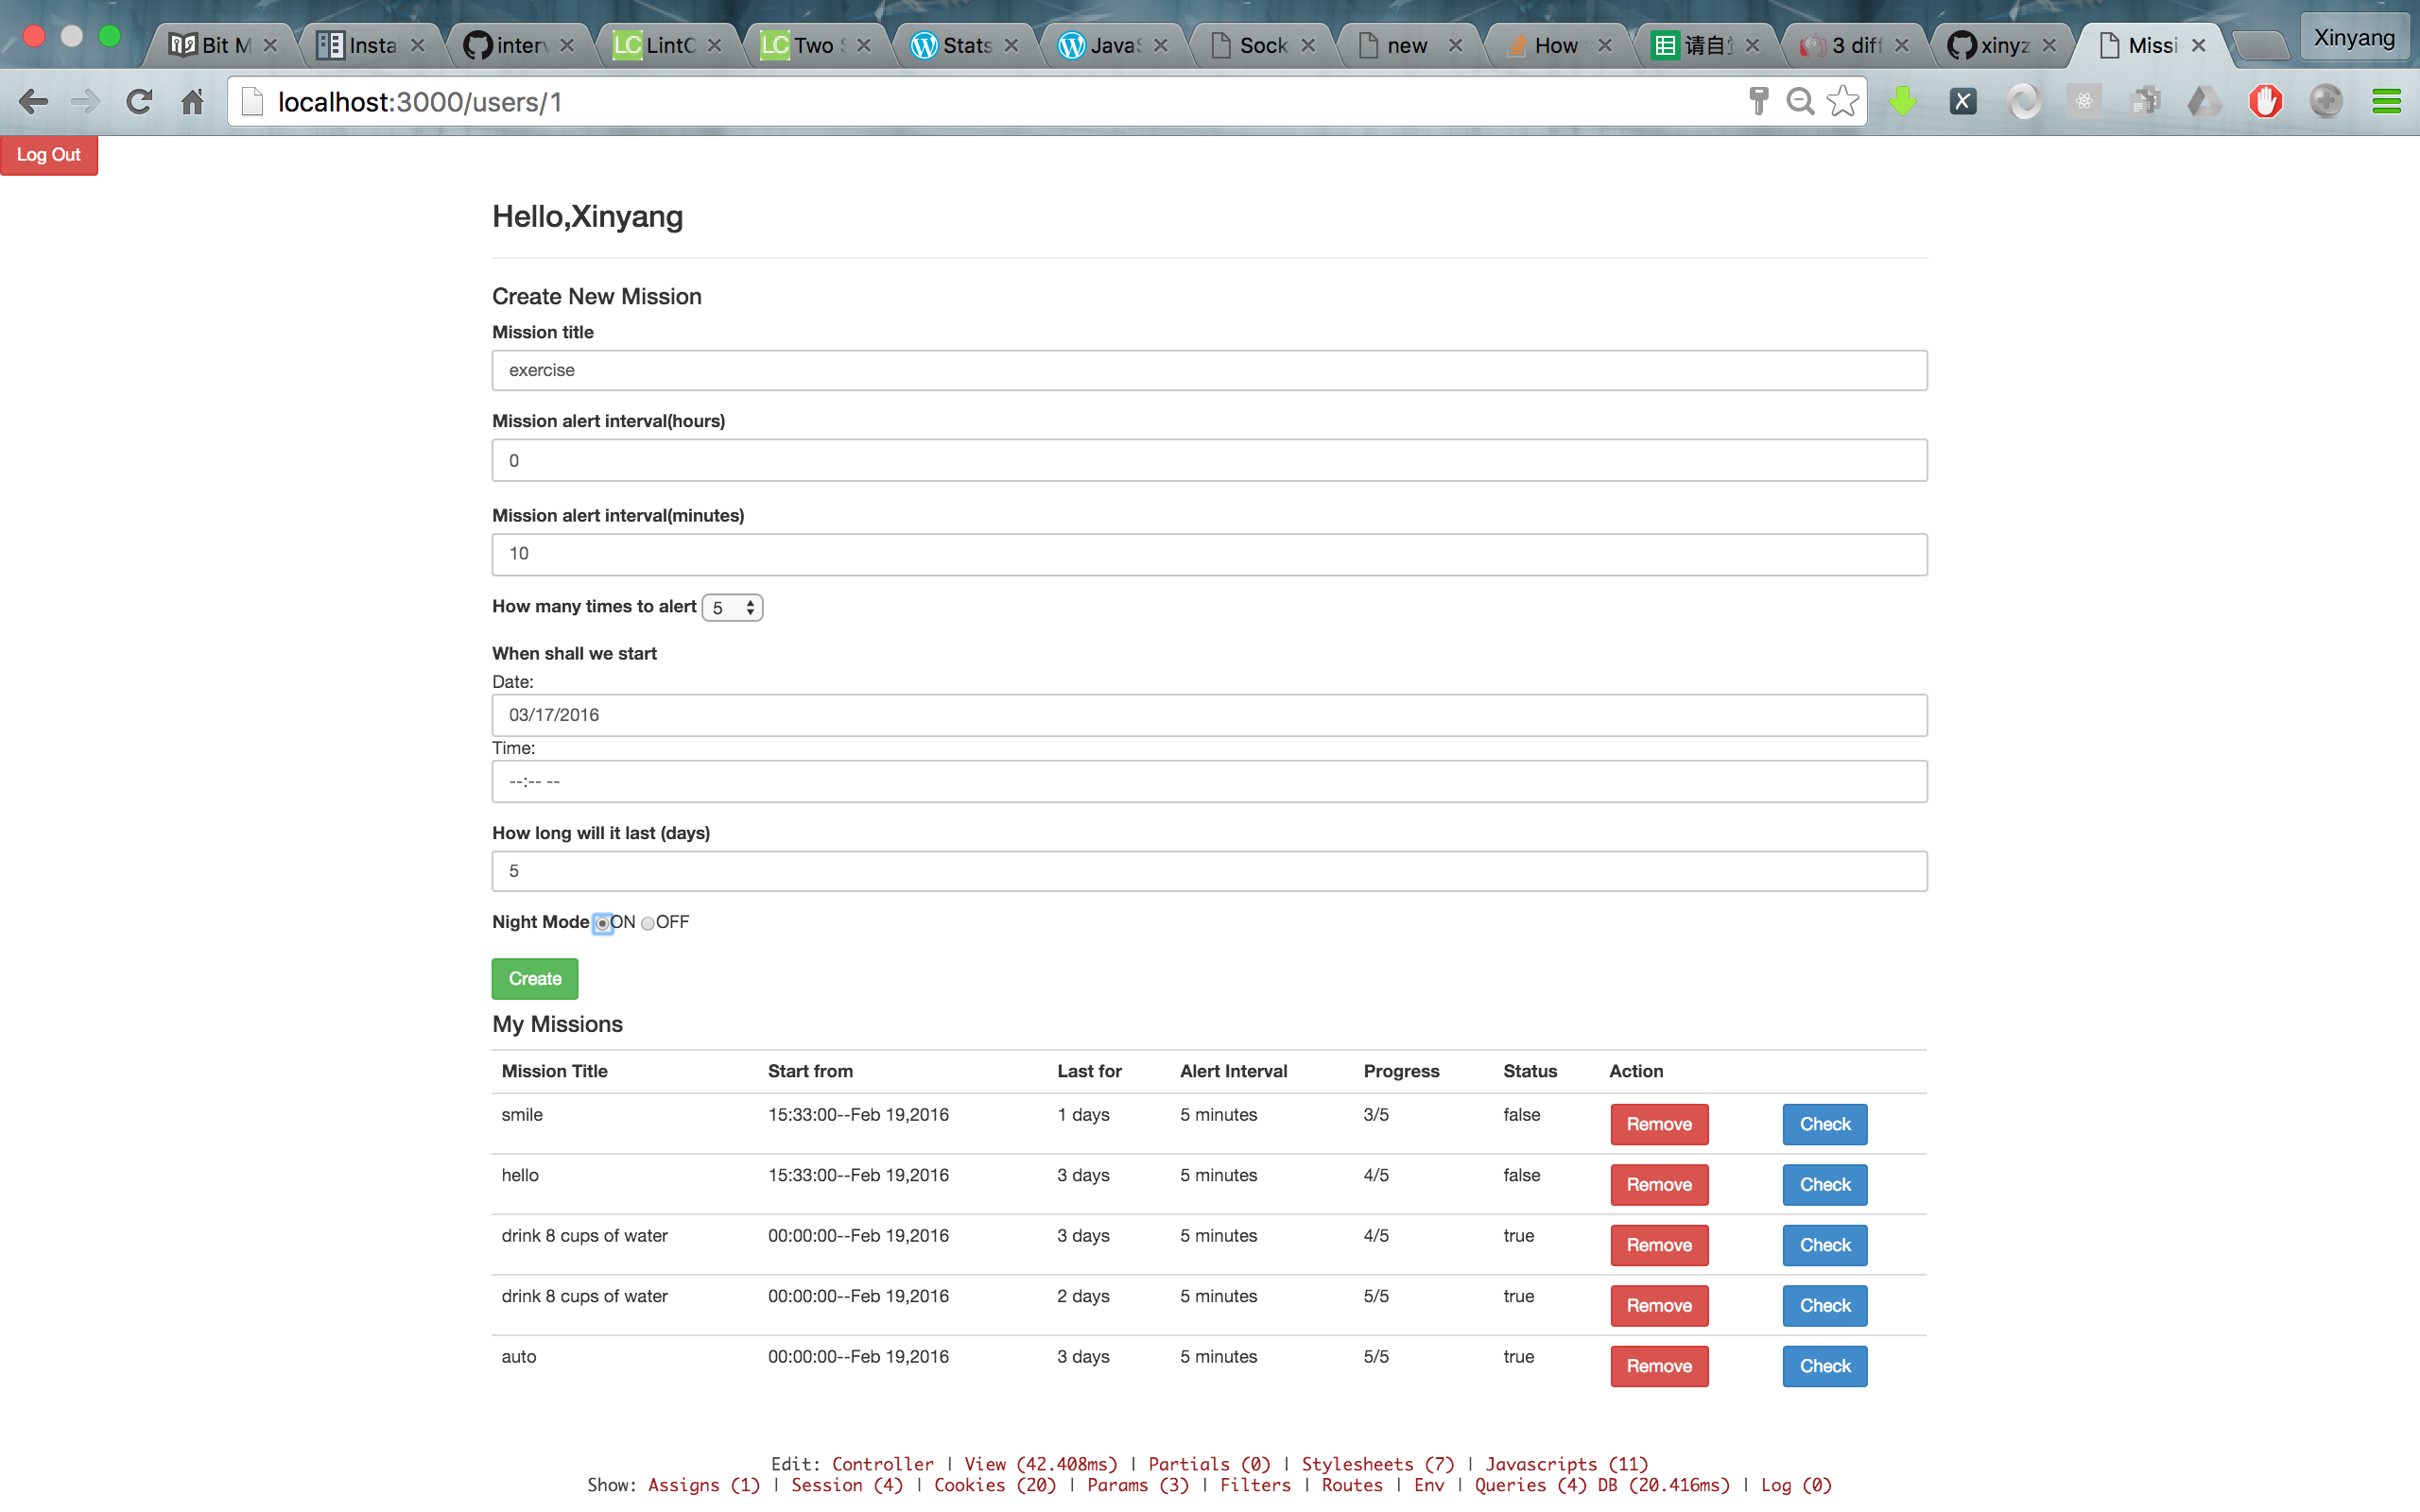 Bit M
Insta
interv
LC LintC
LC Two
Stats
Java
Sock
new
How
请自
3 diff
xinyz
Missi
Xinyang
localhost:3000/users/1
Log Out
Hello,Xinyang
Create New Mission
Mission title
exercise
Mission alert interval(hours)
0
Mission alert interval(minutes)
10
How many times to alert 5
When shall we start
Date:
03/17/2016
Time:
--:-- --
How long will it last (days)
5
Night Mode ON OFF
Create
My Missions
Mission Title Start from Last for Alert Interval Progress Status Action
smile 15:33:00--Feb 19,2016 1 days 5 minutes 3/5 false Remove Check
hello 15:33:00--Feb 19,2016 3 days 5 minutes 4/5 false Remove Check
drink 8 cups of water 00:00:00--Feb 19,2016 3 days 5 minutes 4/5 true Remove Check
drink 8 cups of water 00:00:00--Feb 19,2016 2 days 5 minutes 5/5 true Remove Check
auto 00:00:00--Feb 19,2016 3 days 5 minutes 5/5 true Remove Check
Edit: Controller | View (42.408ms) | Partials (0) | Stylesheets (7) | Javascripts (11)
Show: Assigns (1) | Session (4) | Cookies (20) | Params (3) | Filters | Routes | Env | Queries (4) DB (20.416ms) | Log (0)